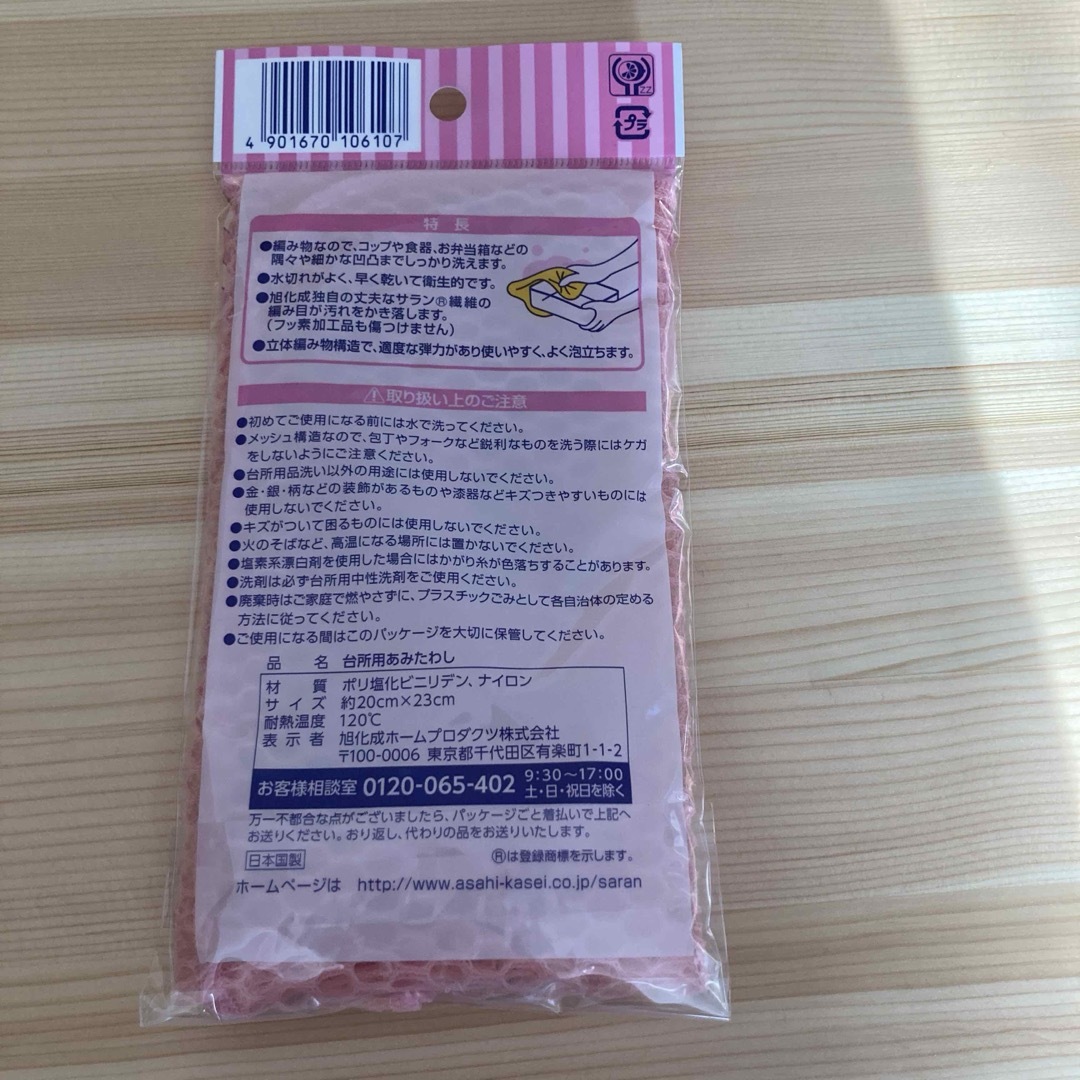 4 901670 106107
ZZ
プラ
特長
●編み物なので、コップや食器、お弁当箱などの
隅々や細かな凹凸までしっかり洗えます。
●水切れがよく、早く乾いて衛生的です。
●旭化成独自の丈夫なサラン®繊維の
編み目が汚れをかき落します。
(フッ素加工品も傷つけません)
●立体編み物構造で、適度な弾力があり使いやすく、よく泡立ちます。
⚠取り扱い上のご注意
●初めてご使用になる前には水で洗ってください。
●メッシュ構造なので、包丁やフォークなど鋭利なものを洗う際にはケガ
をしないようにご注意ください。
●台所用品洗い以外の用途には使用しないでください。
●金・銀・柄などの装飾があるものや漆器などキズつきやすいものには
使用しないでください。
●キズがついて困るものには使用しないでください。
●火のそばなど、高温になる場所には置かないでください。
●塩素系漂白剤を使用した場合にはかがり糸が色落ちすることがあります。
●洗剤は必ず台所用中性洗剤をご使用ください。
●廃棄時はご家庭で燃やさずに、プラスチックごみとして各自治体の定める
方法に従ってください。
●ご使用になる間はこのパッケージを大切に保管してください。
品名 台所用あみたわし
材質 ポリ塩化ビニリデン、ナイロン
サイズ 約20cm×23cm
耐熱温度 120℃
表示者 旭化成ホームプロダクツ株式会社
〒100-0006 東京都千代田区有楽町1-1-2
お客様相談室 0120-065-402 9:30〜17:00
土・日・祝日を除く
万一不都合な点がございましたら、パッケージごと着払いで上記へ
お送りください。おり返し、代わりの品をお送りいたします。
日本国製 ®は登録商標を示します。
ホームページは http://www.asahi-kasei.co.jp/saran